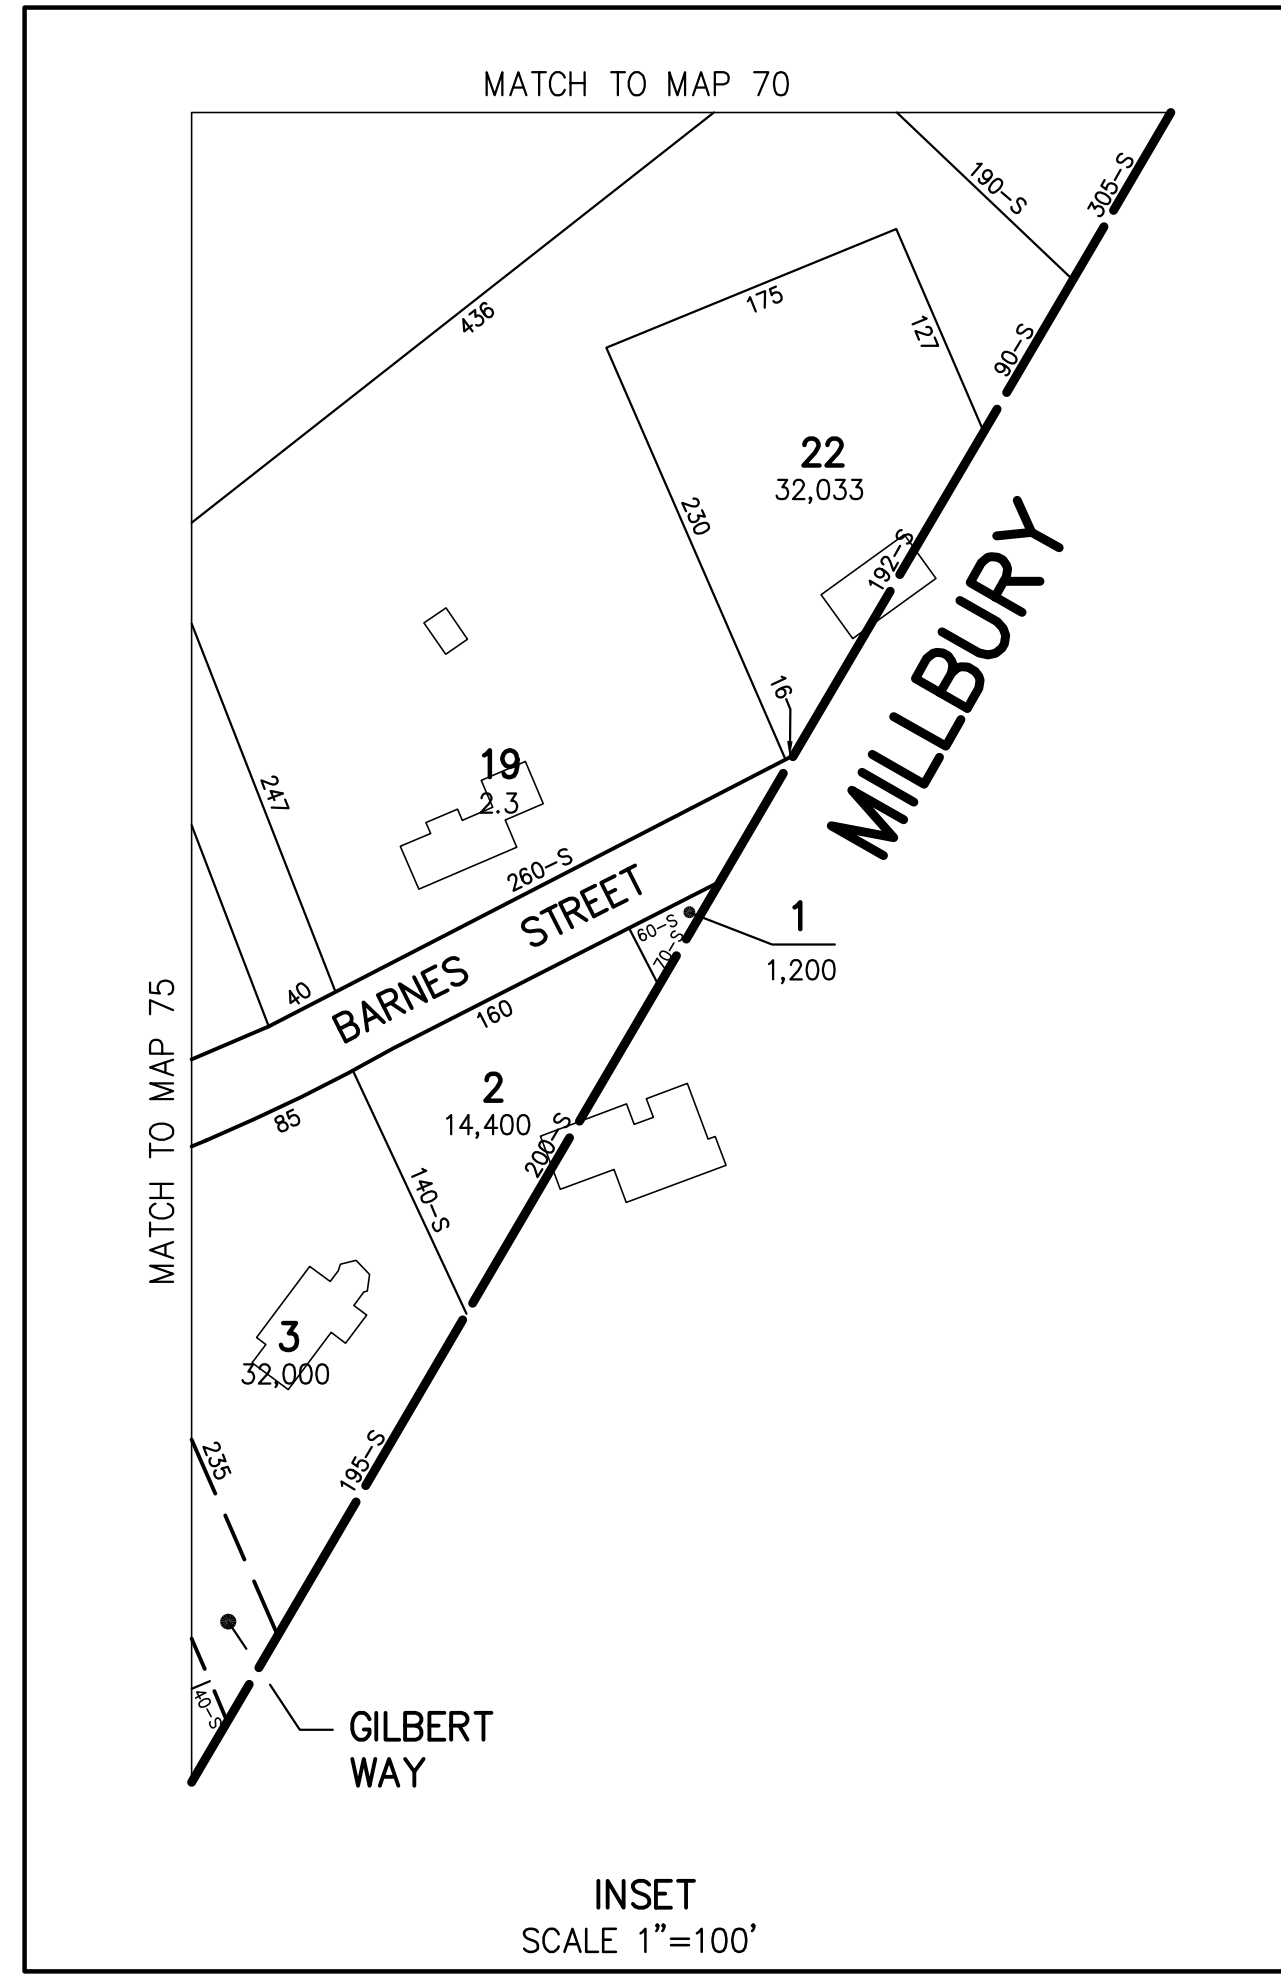 MATCH TO MAP 70
190-S
305-S
436
175
127
90-S
22
32,033
230
192-S
MILLBURY
16
247
19
2.3
260-S
BARNES STREET
60-S
70-S
1
1,200
40
160
MATCH TO MAP 75
85
2
14,400
200-S
140-S
3
32,000
235
195-S
40-S
GILBERT
WAY
INSET
SCALE 1”=100’